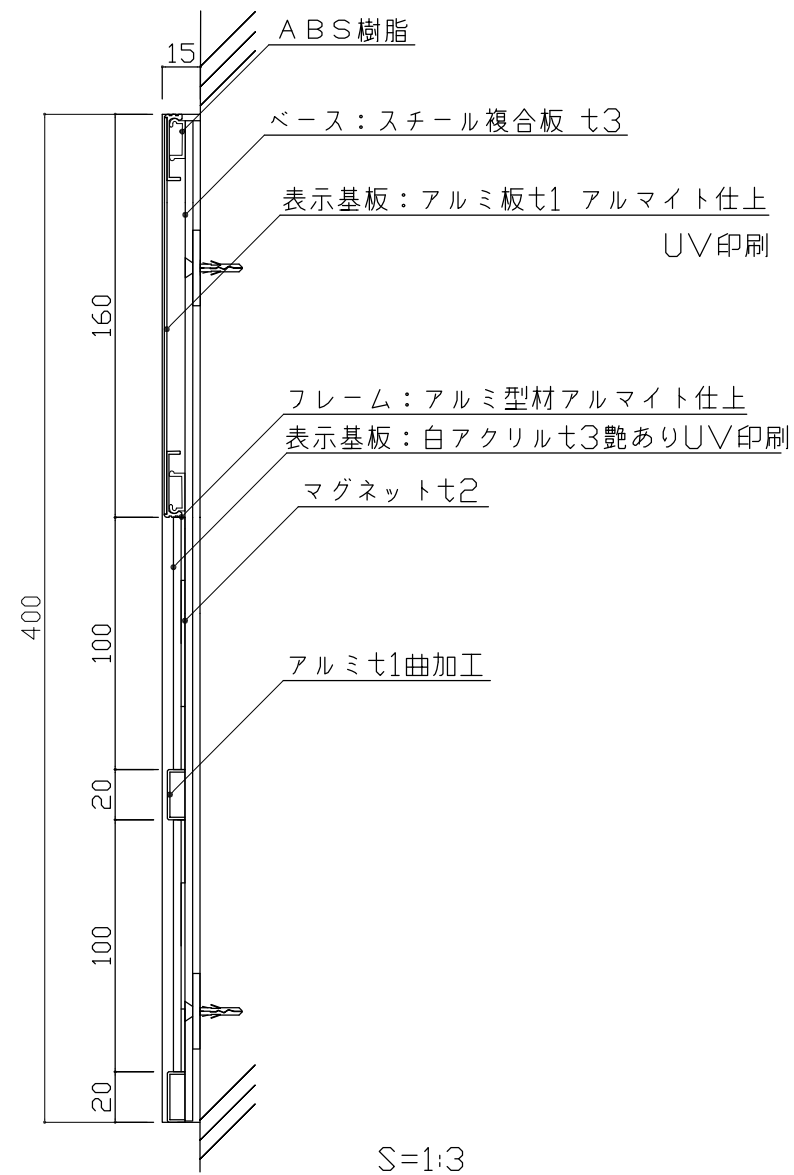 ABS樹脂
15
ベース：スチール複合板 t3
表示基板：アルミ板t1 アルマイト仕上
UV印刷
160
フレーム：アルミ型材アルマイト仕上
表示基板：白アクリルt3艶ありUV印刷
マグネットt2
400
100
アルミt1曲加工
20
100
20
S=1:3